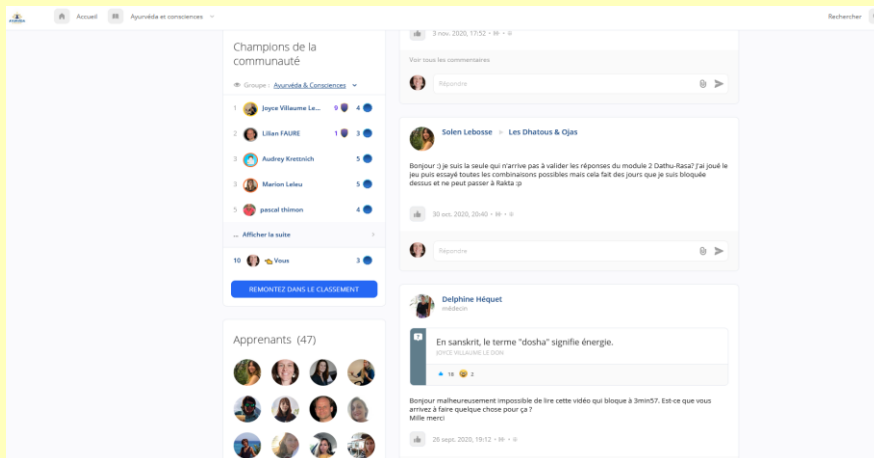 Accueil
Ayurvéda et consciences
Rechercher
Champions de la
communauté
Groupe : Ayurvéda & Consciences
1 Joyce Villaume Le... 9 4
2 Lilian FAURE 1 3
3 Audrey Krettnich 5
3 Marion Leleu 5
5 pascal thimon 4
... Afficher la suite
10 Vous 3
REMONTEZ DANS LE CLASSEMENT
Apprenants (47)
3 nov. 2020, 17:52
Voir tous les commentaires
Répondre
Solen Lebosse Les Dhatous & Ojas
Bonjour :) je suis la seule qui n'arrive pas à valider les réponses du module 2 Dathu-Rasa? j'ai joué le
jeu puis essayé toutes les combinaisons possibles mais cela fait des jours que je suis bloquée
dessus et ne peut passer à Rakta :p
30 oct. 2020, 20:40
Répondre
Delphine Héquet
médecin
En sanskrit, le terme "dosha" signifie énergie.
JOYCE VILLAUME LE DON
18 2
Bonjour malheureusement impossible de lire cette vidéo qui bloque à 3min57. Est-ce que vous
arrivez à faire quelque chose pour ça ?
Mille merci
26 sept. 2020, 19:12